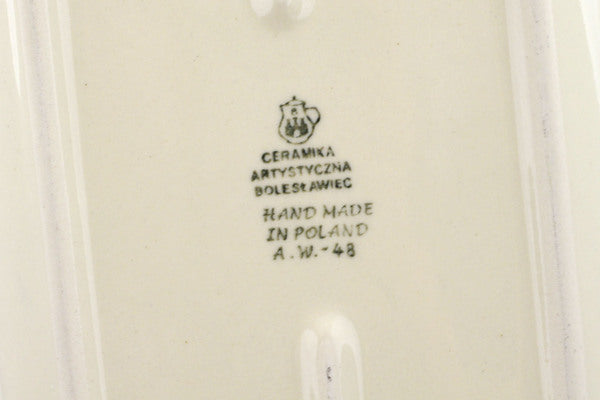 CERAMIKA
ARTYSTYCZNA
BOLESŁAWIEC
HAND MADE
IN POLAND
A.W.-48